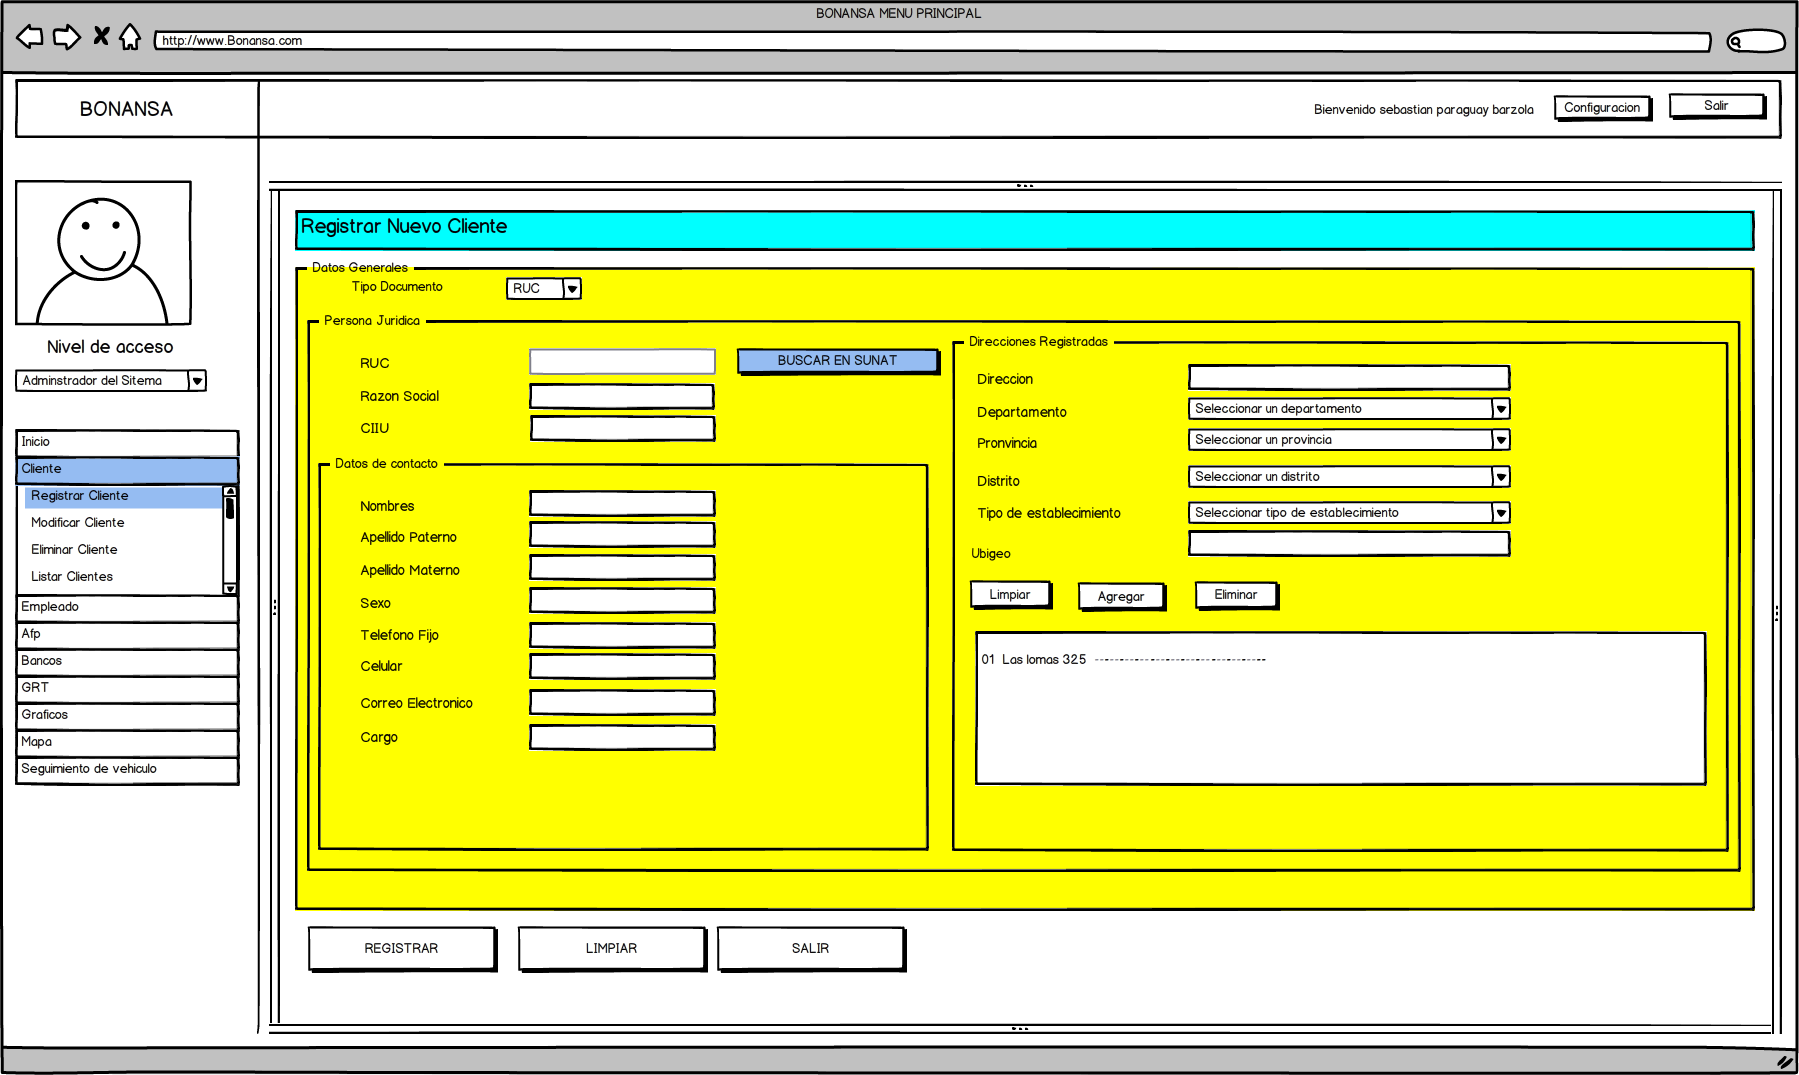 BONANSA MENU PRINCIPAL
http://www.Bonansa.com
BONANSA
Bienvenido sebastian paraguay barzola
Configuracion
Salir
Nivel de acceso
Adminstrador del Sitema
Inicio
Cliente
Registrar Cliente
Modificar Cliente
Eliminar Cliente
Listar Clientes
Empleado
Afp
Bancos
GRT
Graficos
Mapa
Seguimiento de vehiculo
Registrar Nuevo Cliente
Datos Generales
Tipo Documento
RUC
Persona Juridica
RUC
BUSCAR EN SUNAT
Razon Social
CIIU
Datos de contacto
Nombres
Apellido Paterno
Apellido Materno
Sexo
Telefono Fijo
Celular
Correo Electronico
Cargo
Direcciones Registradas
Direccion
Departamento
Seleccionar un departamento
Pronvincia
Seleccionar un provincia
Distrito
Seleccionar un distrito
Tipo de establecimiento
Seleccionar tipo de establecimiento
Ubigeo
Limpiar
Agregar
Eliminar
01 Las lomas 325 ------------------------------
REGISTRAR
LIMPIAR
SALIR